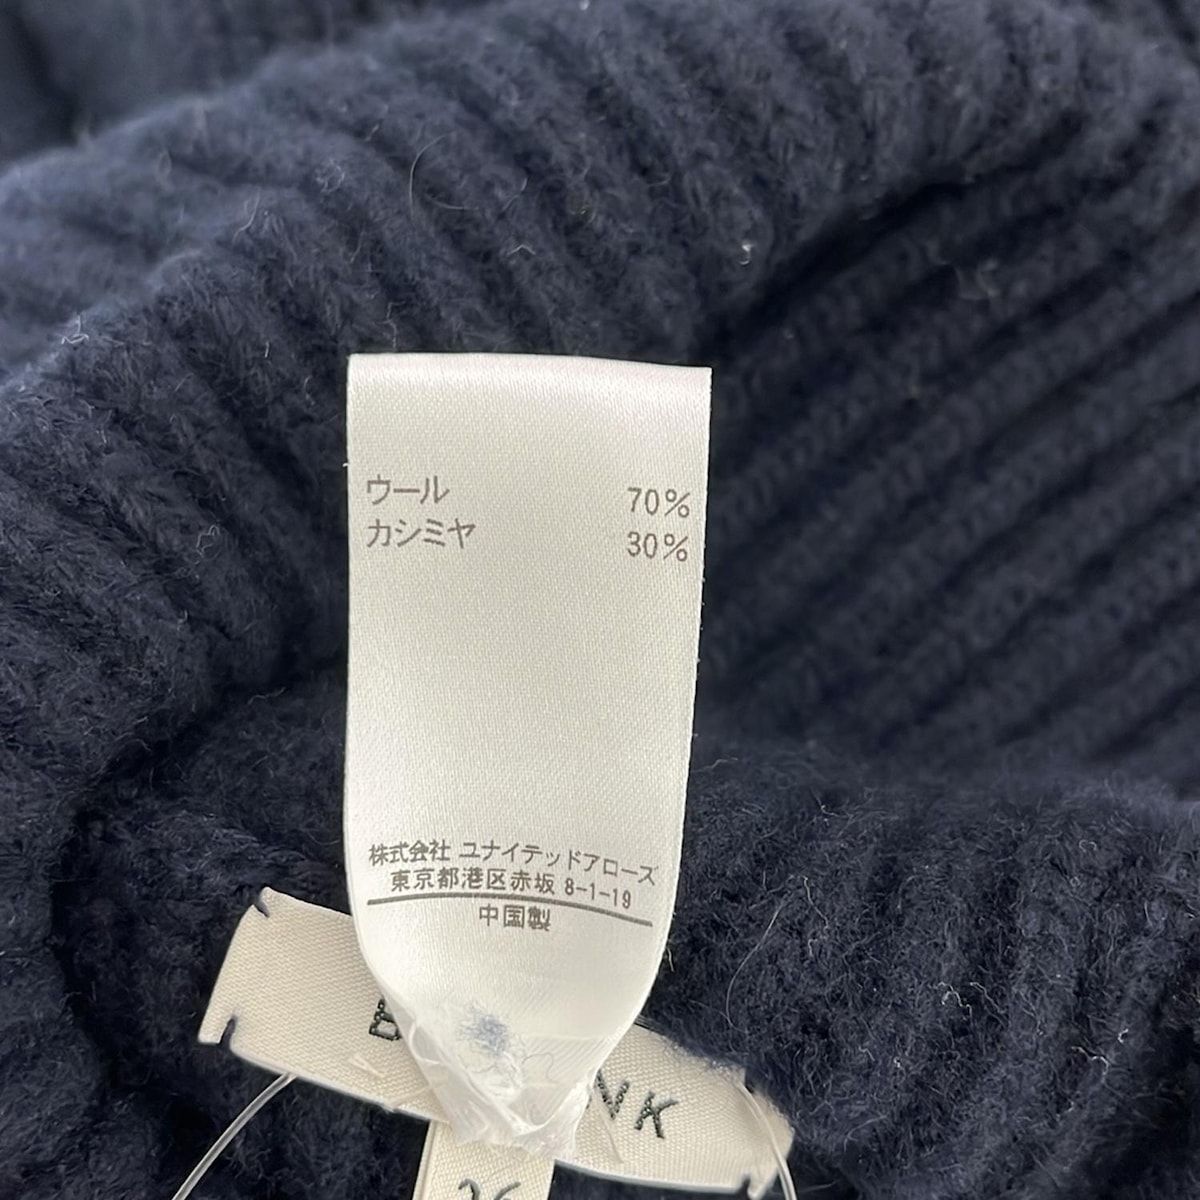 ウール 70%
カシミヤ 30%
株式会社 ユナイテッドアローズ
東京都港区赤坂 8-1-19
中国製